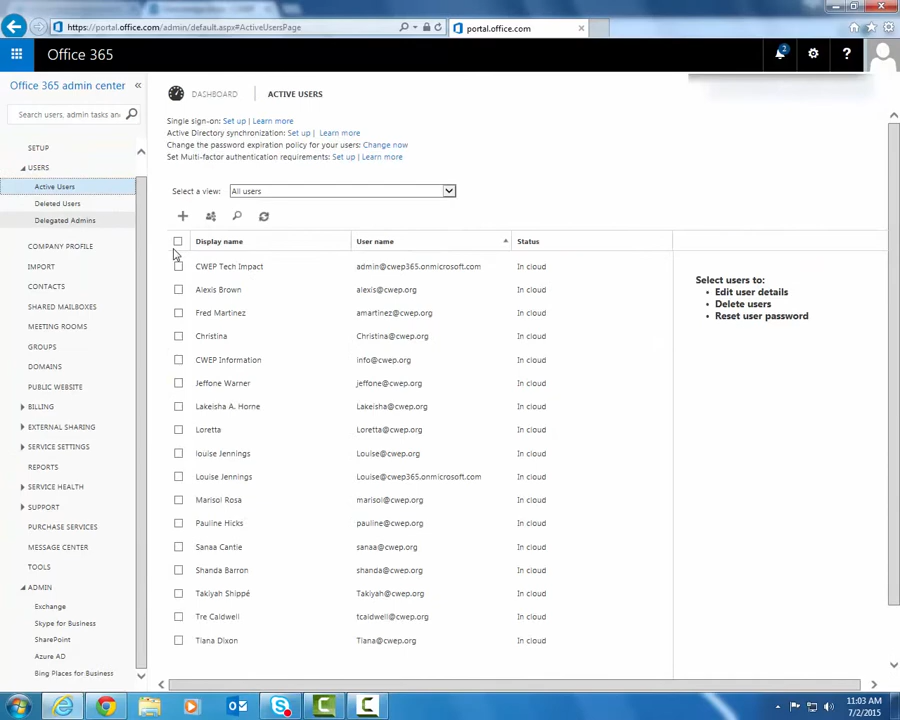 https://portal.office.com/admin/default.aspx#ActiveUsersPage
portal.office.com
Office 365
2
?
Office 365 admin center «
DASHBOARD
ACTIVE USERS
Search users, admin tasks and
Single sign-on: Set up | Learn more
Active Directory synchronization: Set up | Learn more
Change the password expiration policy for your users: Change now
Set Multi-factor authentication requirements: Set up | Learn more
SETUP
USERS
Active Users
Deleted Users
Delegated Admins
COMPANY PROFILE
IMPORT
CONTACTS
SHARED MAILBOXES
MEETING ROOMS
GROUPS
DOMAINS
PUBLIC WEBSITE
BILLING
EXTERNAL SHARING
SERVICE SETTINGS
REPORTS
SERVICE HEALTH
SUPPORT
PURCHASE SERVICES
MESSAGE CENTER
TOOLS
ADMIN
Exchange
Skype for Business
SharePoint
Azure AD
Bing Places for Business
Select a view: All users
Display name User name Status
CWEP Tech Impact admin@cwep365.onmicrosoft.com In cloud
Alexis Brown alexis@cwep.org In cloud
Fred Martinez amartinez@cwep.org In cloud
Christina Christina@cwep.org In cloud
CWEP Information info@cwep.org In cloud
Jeffone Warner jeffone@cwep.org In cloud
Lakeisha A. Horne Lakeisha@cwep.org In cloud
Loretta Loretta@cwep.org In cloud
louise Jennings Louise@cwep.org In cloud
Louise Jennings Louise@cwep365.onmicrosoft.com In cloud
Marisol Rosa marisol@cwep.org In cloud
Pauline Hicks pauline@cwep.org In cloud
Sanaa Cantie sanaa@cwep.org In cloud
Shanda Barron shanda@cwep.org In cloud
Takiyah Shippé Takiyah@cwep.org In cloud
Tre Caldwell tcaldwell@cwep.org In cloud
Tiana Dixon Tiana@cwep.org In cloud
Select users to:
• Edit user details
• Delete users
• Reset user password
11:03 AM
7/2/2015